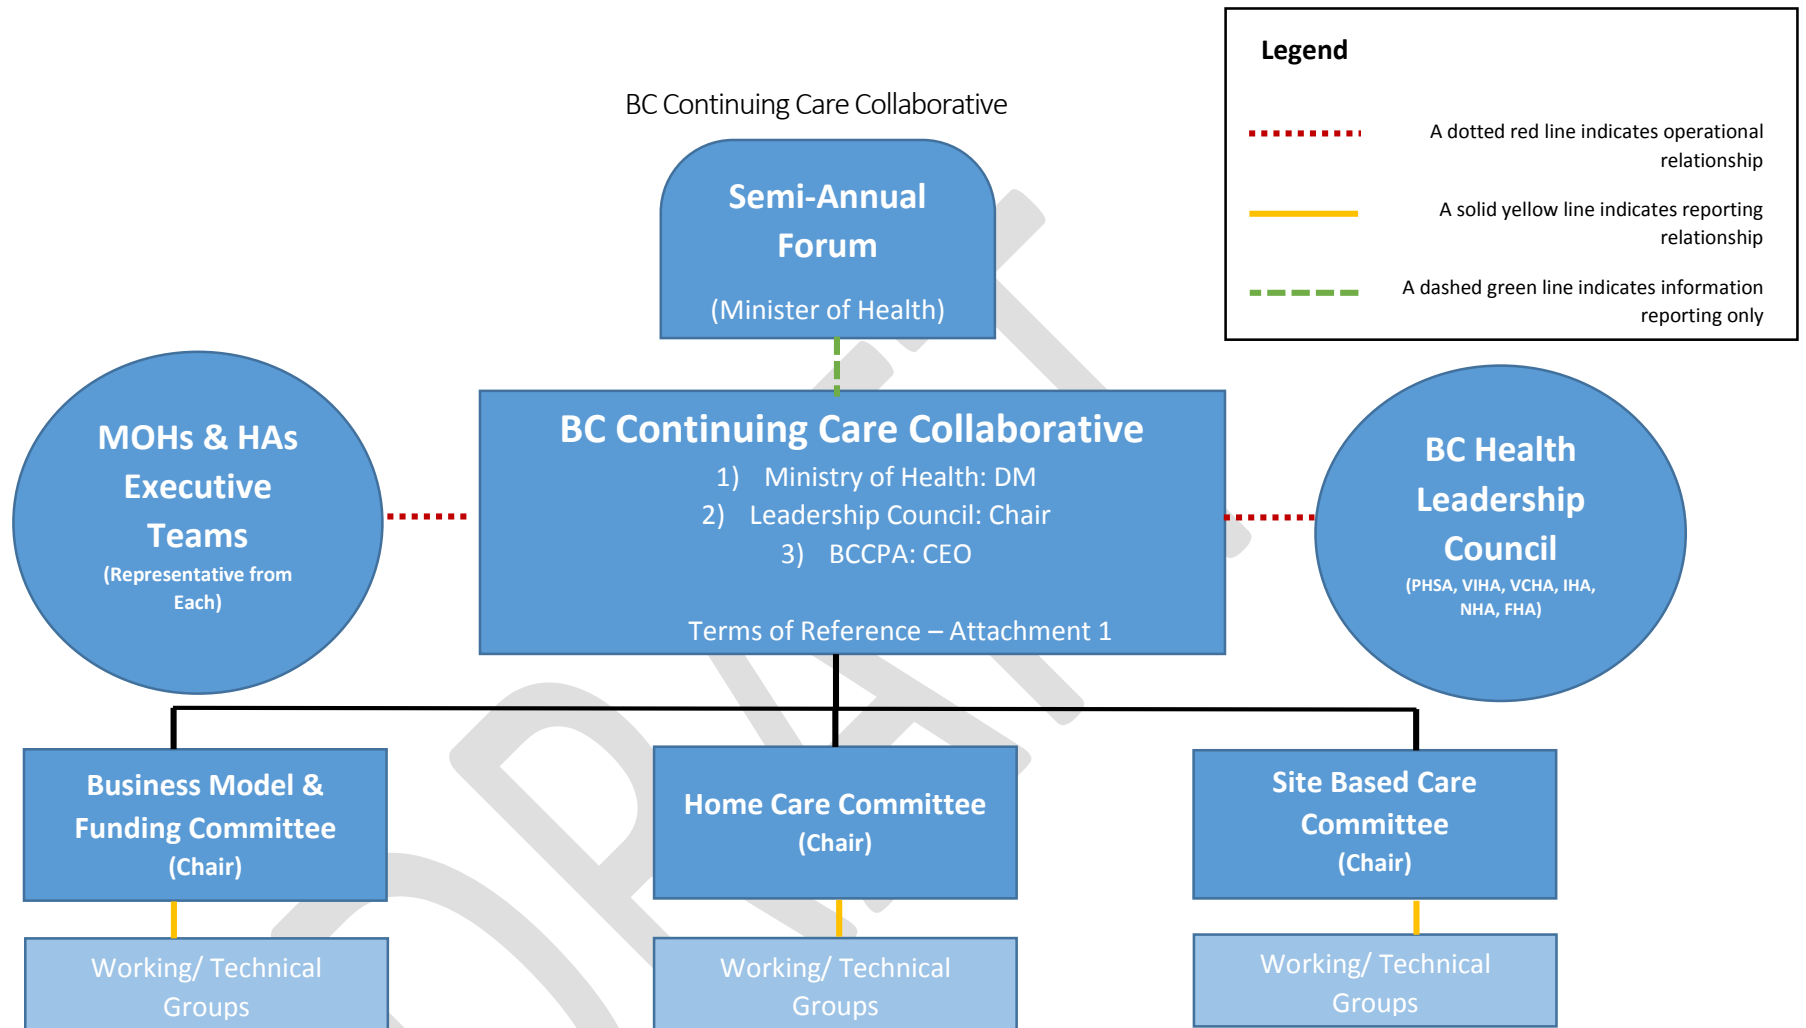 Legend
A dotted red line indicates operational
relationship
A solid yellow line indicates reporting
relationship
A dashed green line indicates information
reporting only
BC Continuing Care Collaborative
Semi-Annual
Forum
(Minister of Health)
MOHs & HAs
Executive
Teams
(Representative from
Each)
BC Continuing Care Collaborative
1) Ministry of Health: DM
2) Leadership Council: Chair
3) BCCPA: CEO
Terms of Reference – Attachment 1
BC Health
Leadership
Council
(PHSA, VIHA, VCHA, IHA,
NHA, FHA)
Business Model &
Funding Committee
(Chair)
Home Care Committee
(Chair)
Site Based Care
Committee
(Chair)
Working/ Technical
Groups
Working/ Technical
Groups
Working/ Technical
Groups
DRAFT